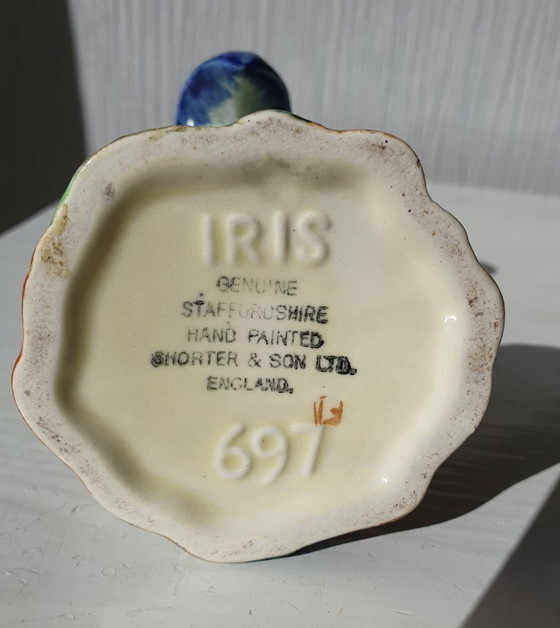 IRIS
GENUINE
STAFFORDSHIRE
HAND PAINTED
SHORTER & SON LTD.
ENGLAND.
697